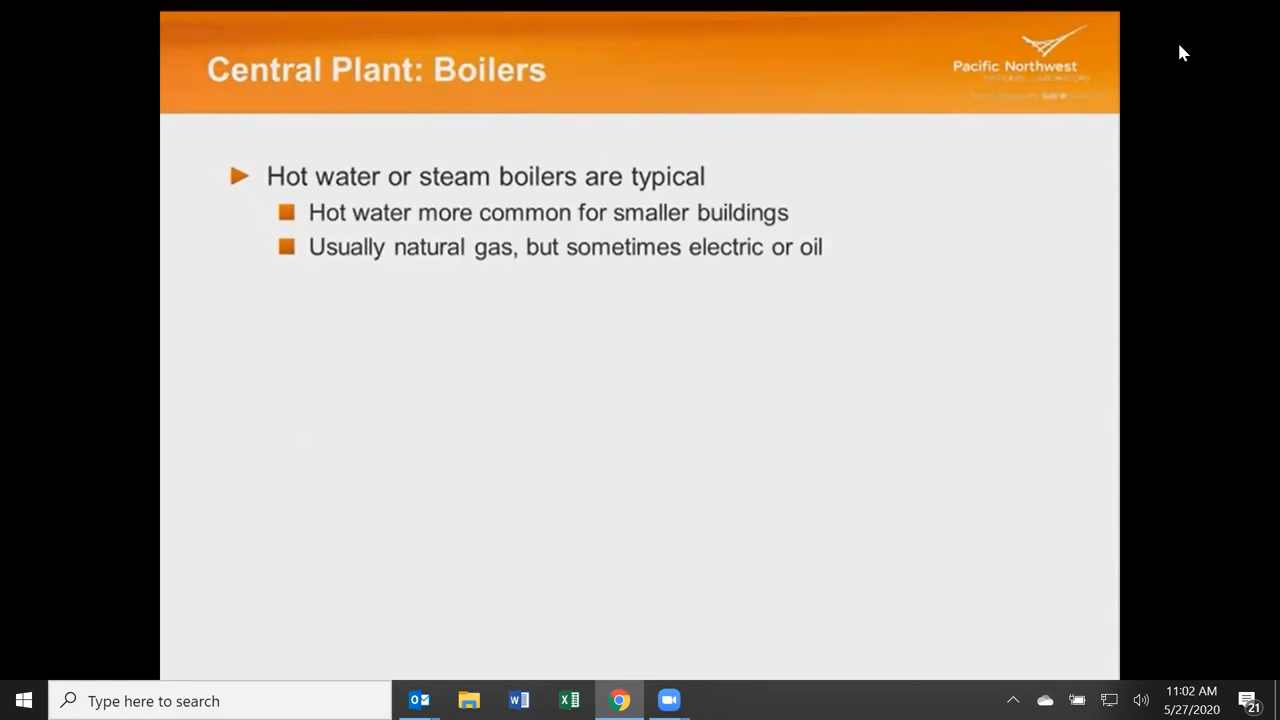 Central Plant: Boilers
Pacific Northwest
NATIONAL LABORATORY
Hot water or steam boilers are typical
Hot water more common for smaller buildings
Usually natural gas, but sometimes electric or oil
Type here to search
11:02 AM
5/27/2020
21